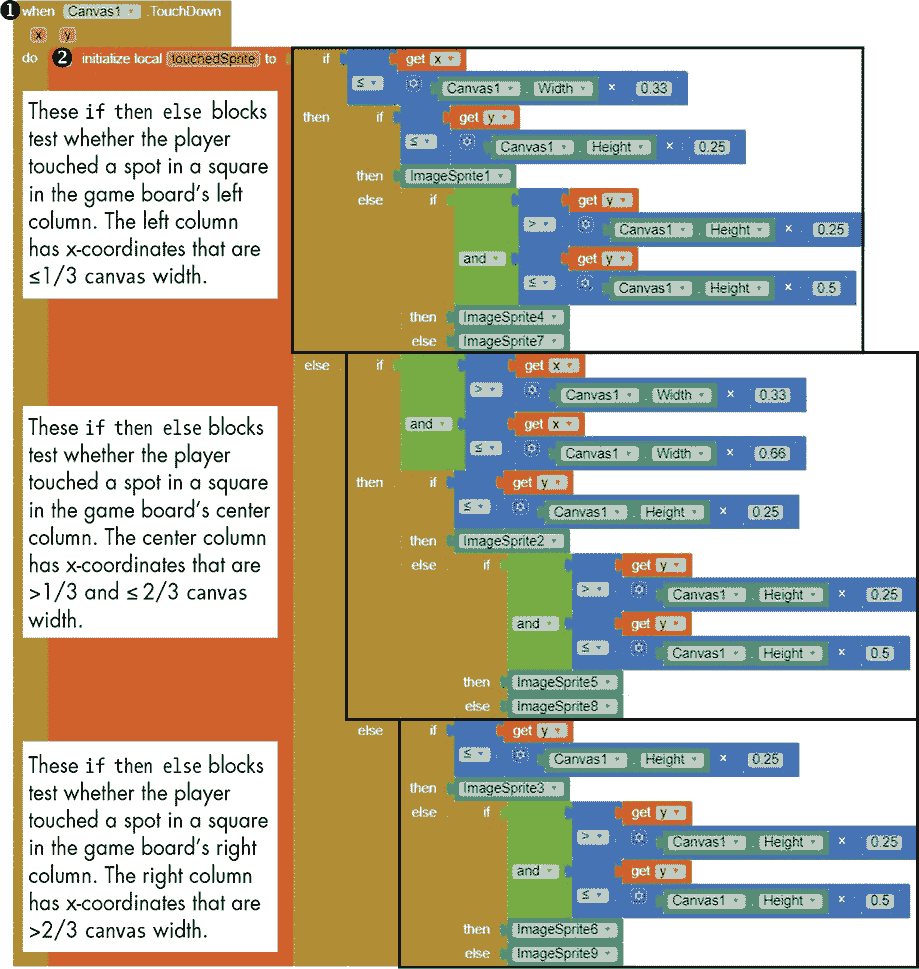 ❶ when Canvas1 .TouchDown
x y
do ❷ initialize local touchedSprite to if get x
≤ Canvas1 . Width × 0.33
These if then else blocks
test whether the player
touched a spot in a square
in the game board's left
column. The left column
has x-coordinates that are
≤1/3 canvas width.
then if get y
≤ Canvas1 . Height × 0.25
then ImageSprite1
else if get y
> Canvas1 . Height × 0.25
and get y
≤ Canvas1 . Height × 0.5
then ImageSprite4
else ImageSprite7
else if get x
> Canvas1 . Width × 0.33
and get x
≤ Canvas1 . Width × 0.66
These if then else blocks
test whether the player
touched a spot in a square
in the game board's center
column. The center column
has x-coordinates that are
>1/3 and ≤ 2/3 canvas
width.
then if get y
≤ Canvas1 . Height × 0.25
then ImageSprite2
else if get y
> Canvas1 . Height × 0.25
and get y
≤ Canvas1 . Height × 0.5
then ImageSprite5
else ImageSprite8
else if get y
≤ Canvas1 . Height × 0.25
These if then else blocks
test whether the player
touched a spot in a square
in the game board's right
column. The right column
has x-coordinates that are
>2/3 canvas width.
then ImageSprite3
else if get y
> Canvas1 . Height × 0.25
and get y
≤ Canvas1 . Height × 0.5
then ImageSprite6
else ImageSprite9